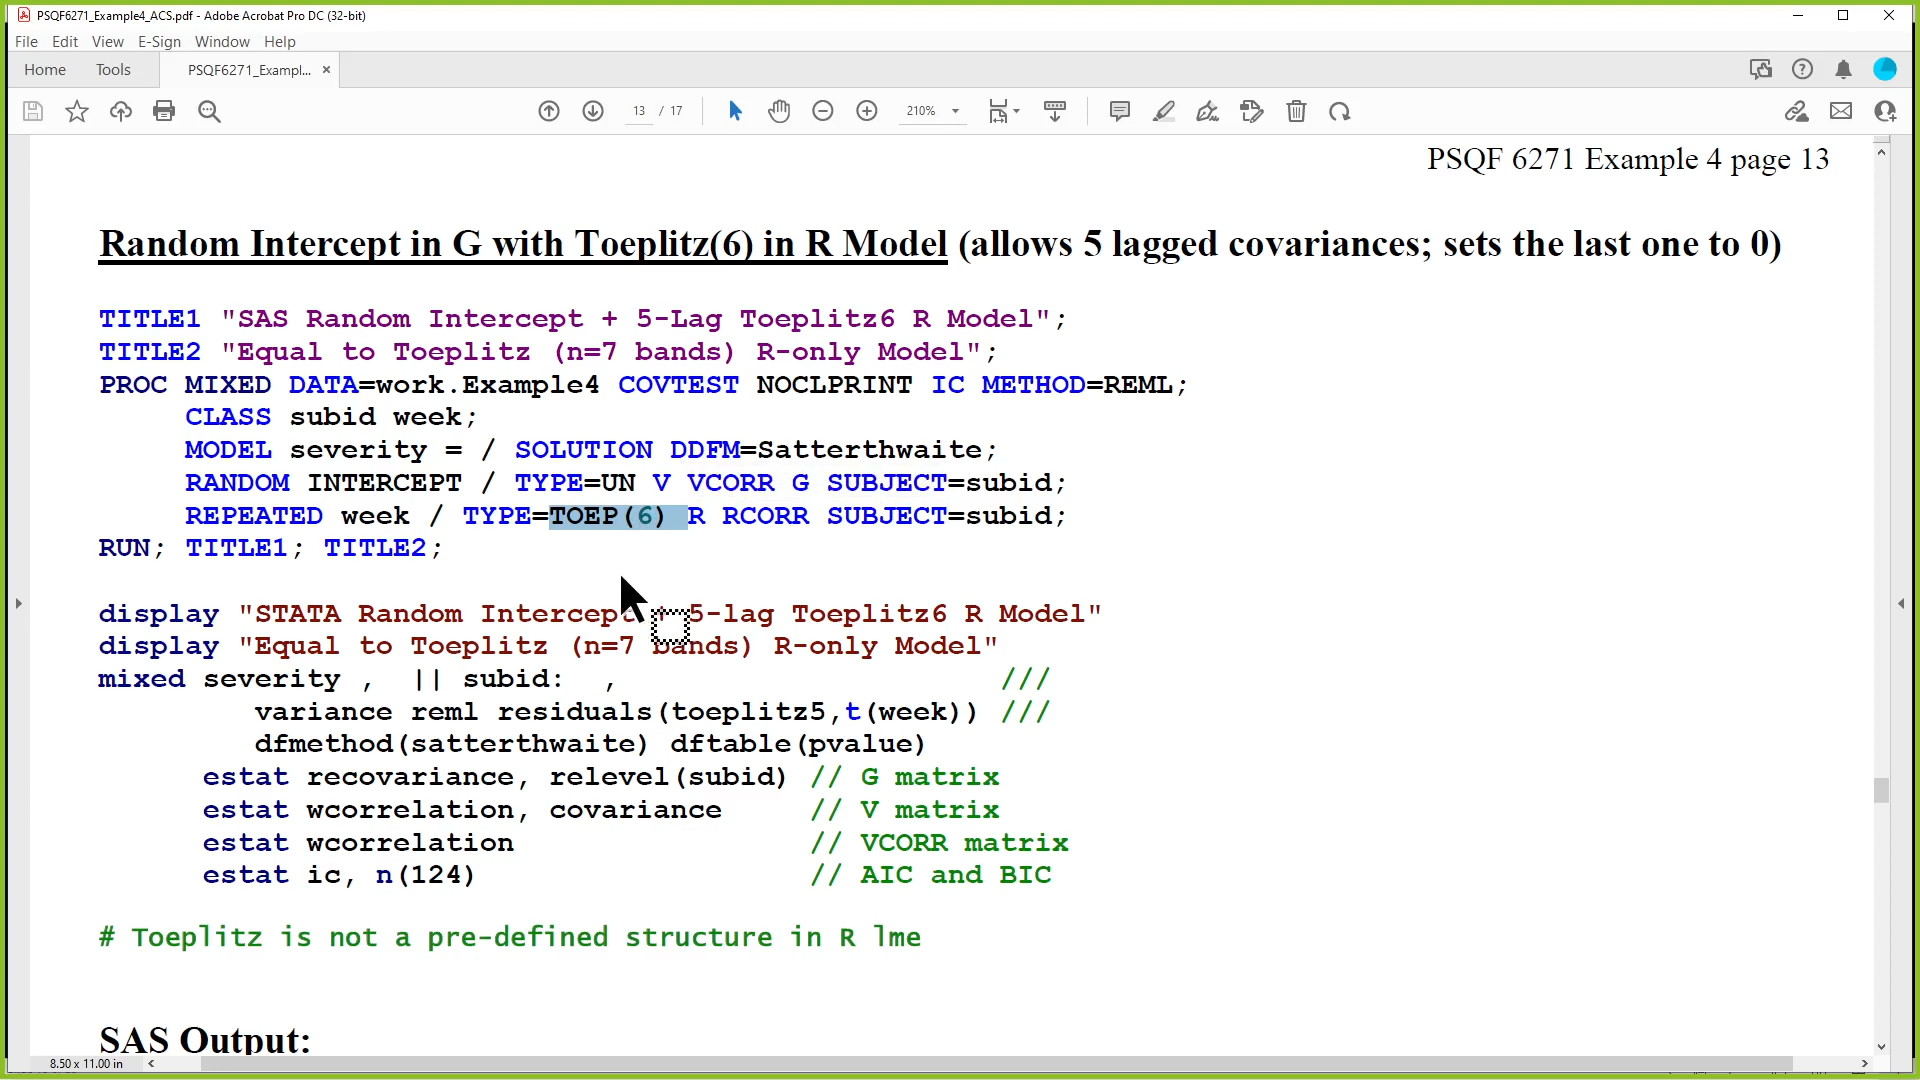 PSQF6271_Example4_ACS.pdf - Adobe Acrobat Pro DC (32-bit)
File Edit View E-Sign Window Help
Home Tools PSQF6271_Exampl... ×
13 / 17 210%
PSQF 6271 Example 4 page 13
Random Intercept in G with Toeplitz(6) in R Model (allows 5 lagged covariances; sets the last one to 0)
TITLE1 "SAS Random Intercept + 5-Lag Toeplitz6 R Model";
TITLE2 "Equal to Toeplitz (n=7 bands) R-only Model";
PROC MIXED DATA=work.Example4 COVTEST NOCLPRINT IC METHOD=REML;
CLASS subid week;
MODEL severity = / SOLUTION DDFM=Satterthwaite;
RANDOM INTERCEPT / TYPE=UN V VCORR G SUBJECT=subid;
REPEATED week / TYPE=TOEP(6) R RCORR SUBJECT=subid;
RUN; TITLE1; TITLE2;
display "STATA Random Intercept + 5-lag Toeplitz6 R Model"
display "Equal to Toeplitz (n=7 bands) R-only Model"
mixed severity , || subid: , ///
variance reml residuals(toeplitz5,t(week)) ///
dfmethod(satterthwaite) dftable(pvalue)
estat recovariance, relevel(subid) // G matrix
estat wcorrelation, covariance // V matrix
estat wcorrelation // VCORR matrix
estat ic, n(124) // AIC and BIC
# Toeplitz is not a pre-defined structure in R lme
SAS Output:
8.50 x 11.00 in